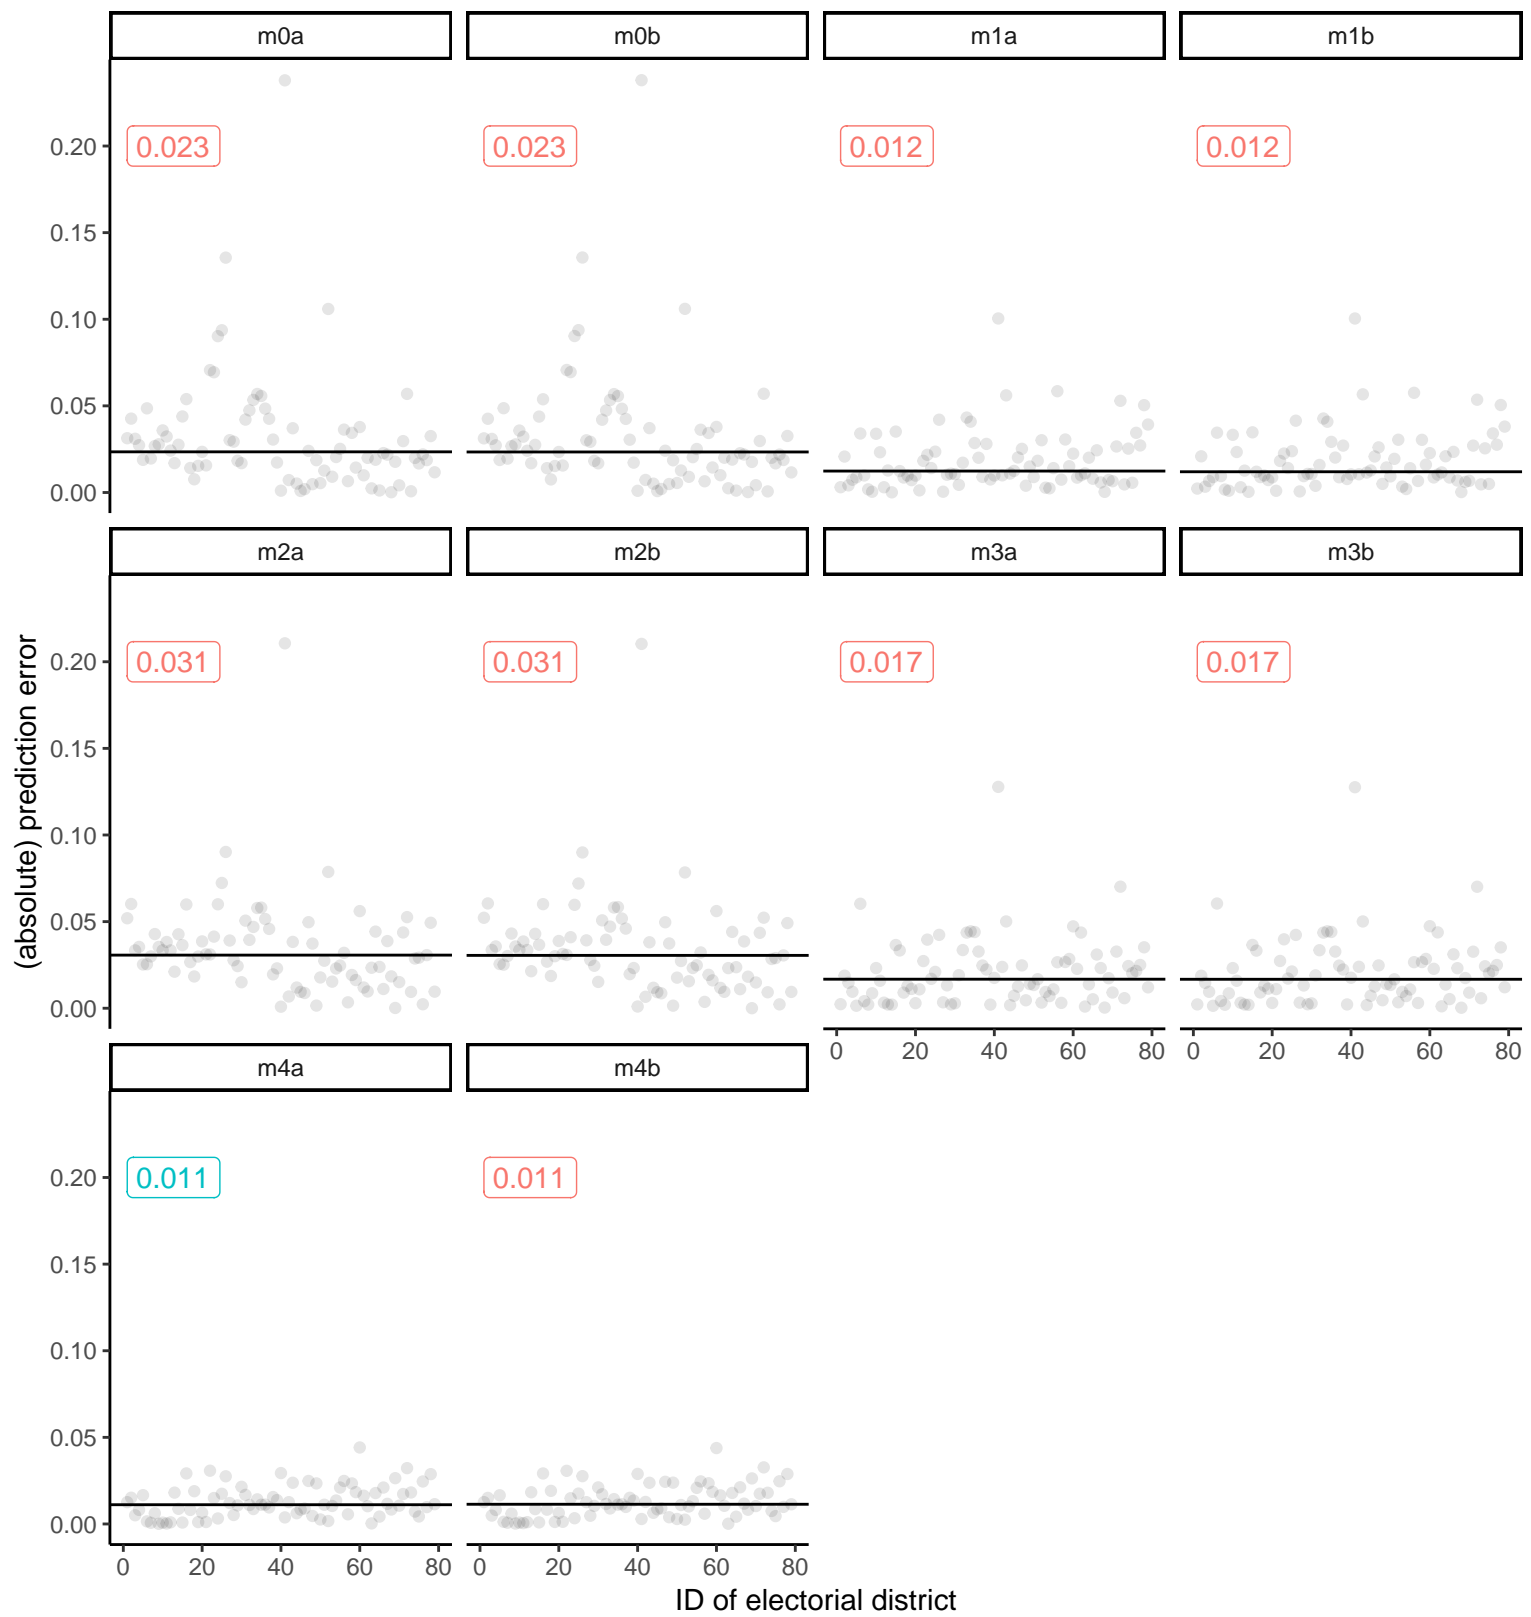 m0a m0b m1a m1b
0.20 0.023 0.023 0.012 0.012
0.15
0.10
0.05
0.00
m2a m2b m3a m3b
0.20 0.031 0.031 0.017 0.017
0.15
0.10
0.05
0.00
0 20 40 60 80 0 20 40 60 80
m4a m4b
0.20 0.011 0.011
0.15
0.10
0.05
0.00
0 20 40 60 80 0 20 40 60 80
(absolute) prediction error
ID of electorial district